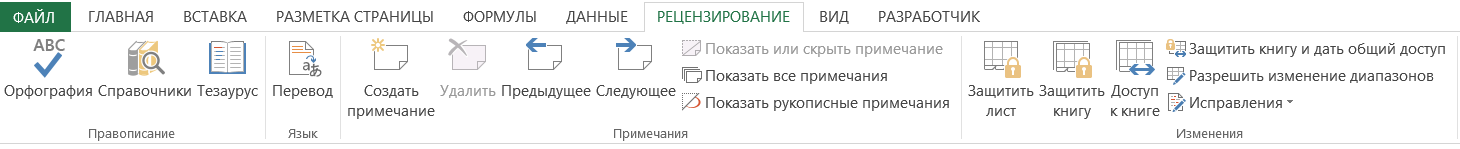 ФАЙЛ ГЛАВНАЯ ВСТАВКА РАЗМЕТКА СТРАНИЦЫ ФОРМУЛЫ ДАННЫЕ РЕЦЕНЗИРОВАНИЕ ВИД РАЗРАБОТЧИК
ABC
Орфография
Справочники
Тезаурус
Правописание
Перевод
Язык
Создать
примечание
Удалить
Предыдущее
Следующее
Показать или скрыть примечание
Показать все примечания
Показать рукописные примечания
Примечания
Защитить
лист
Защитить
книгу
Доступ
к книге
Защитить книгу и дать общий доступ
Разрешить изменение диапазонов
Исправления
Изменения